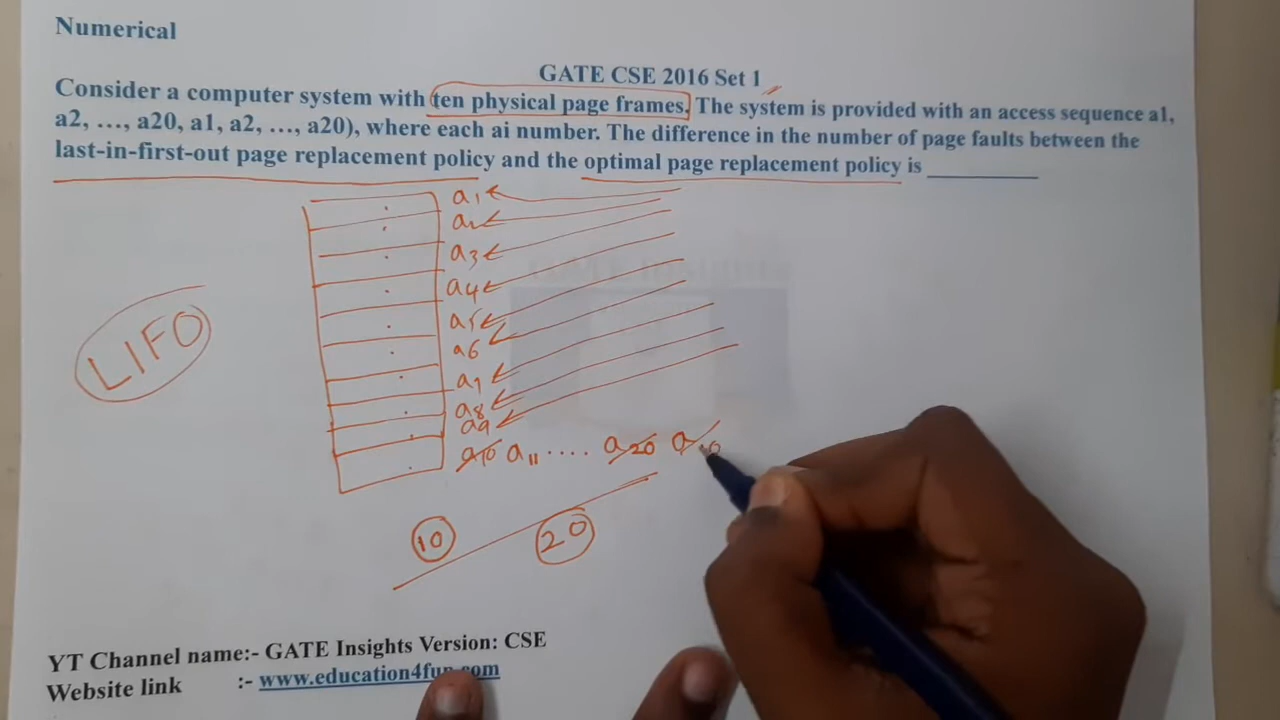 Numerical
GATE CSE 2016 Set 1
Consider a computer system with ten physical page frames. The system is provided with an access sequence a1,
a2, …, a20, a1, a2, …, a20), where each ai number. The difference in the number of page faults between the
last-in-first-out page replacement policy and the optimal page replacement policy is __________
a1
a2
a3
a4
a5
LIFO
a6
a7
a8
a9
a10 a11 .... a20 a10
10 20
YT Channel name:- GATE Insights Version: CSE
Website link :- www.education4fun.com